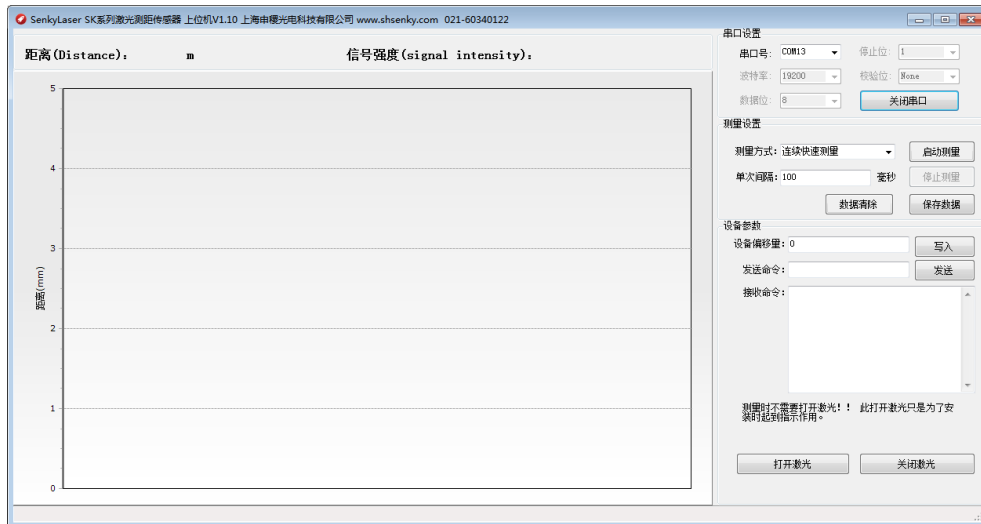 SenkyLaser SK系列激光测距传感器 上位机V1.10 上海申稷光电科技有限公司 www.shsenky.com 021-60340122
距离(Distance): m 信号强度(signal intensity):
5
4
3
2
1
0
距离(mm)
串口设置
串口号: COM13 停止位: 1
波特率: 19200 校验位: None
数据位: 8 关闭串口
测量设置
测量方式: 连续快速测量 启动测量
单次间隔: 100 毫秒 停止测量
数据清除 保存数据
设备参数
设备偏移量: 0 写入
发送命令: 发送
接收命令:
测量时不需要打开激光!! 此打开激光只是为了安
装时起到指示作用。
打开激光 关闭激光